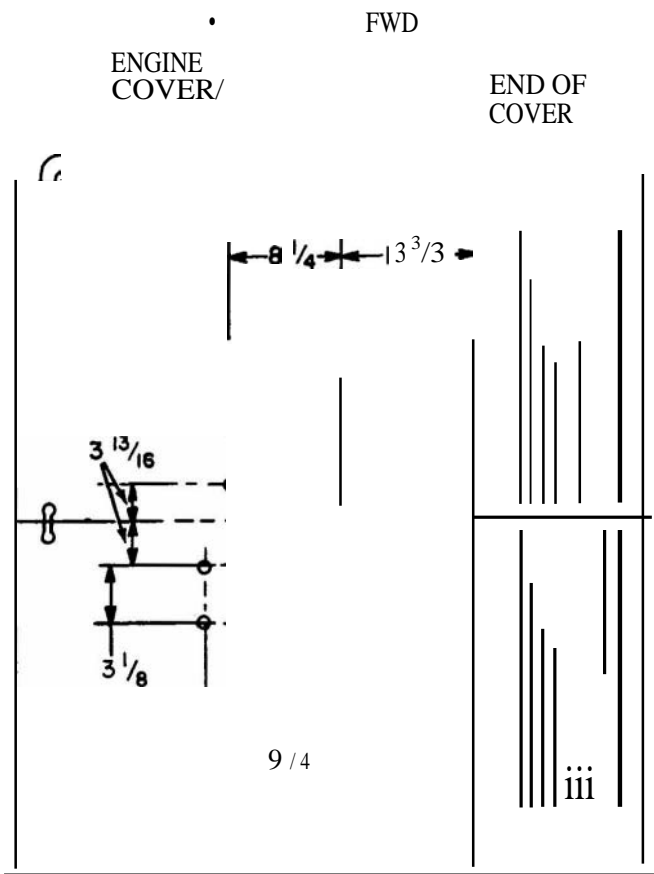 • FWD
ENGINE
COVER/
END OF
COVER
8 1/4
13 3/3
3 13/16
3 1/8
9 /4
iii